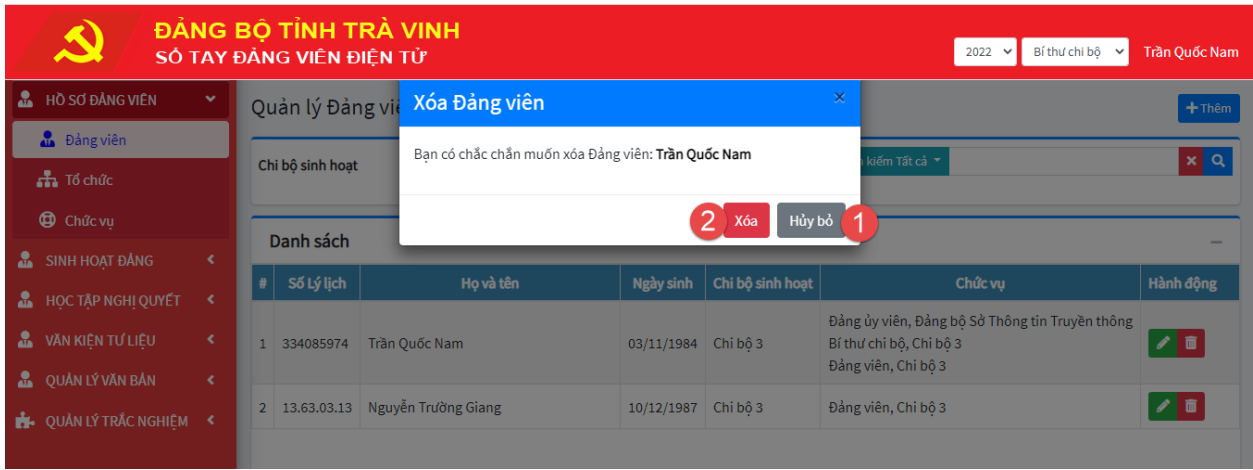 ĐẢNG BỘ TỈNH TRÀ VINH
SỔ TAY ĐẢNG VIÊN ĐIỆN TỬ
2022
Bí thư chi bộ
Trần Quốc Nam
HỒ SƠ ĐẢNG VIÊN
Đảng viên
Tổ chức
Chức vụ
SINH HOẠT ĐẢNG
HỌC TẬP NGHỊ QUYẾT
VĂN KIỆN TƯ LIỆU
QUẢN LÝ VĂN BẢN
QUẢN LÝ TRẮC NGHIỆM
Quản lý Đảng viê
+Thêm
Xóa Đảng viên
×
Bạn có chắc chắn muốn xóa Đảng viên: Trần Quốc Nam
2 Xóa Hủy bỏ 1
Chi bộ sinh hoạt
kiếm Tất cả
Danh sách
# Số Lý lịch Họ và tên Ngày sinh Chi bộ sinh hoạt Chức vụ Hành động
1 334085974 Trần Quốc Nam 03/11/1984 Chi bộ 3
Đảng ủy viên, Đảng bộ Sở Thông tin Truyền thông
Bí thư chi bộ, Chi bộ 3
Đảng viên, Chi bộ 3
2 13.63.03.13 Nguyễn Trường Giang 10/12/1987 Chi bộ 3 Đảng viên, Chi bộ 3